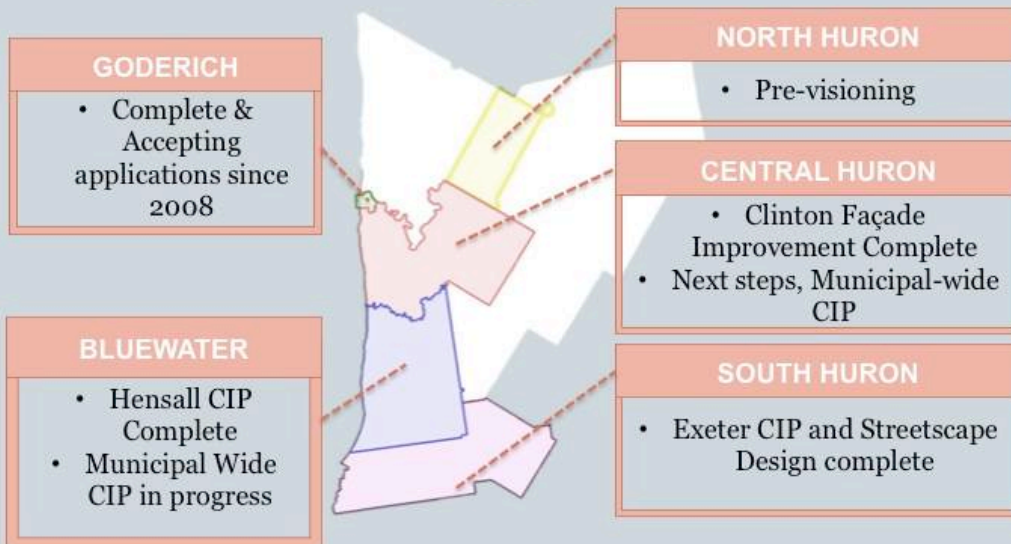 GODERICH
• Complete &
Accepting
applications since
2008
BLUEWATER
• Hensall CIP
Complete
• Municipal Wide
CIP in progress
NORTH HURON
• Pre-visioning
CENTRAL HURON
• Clinton Façade
Improvement Complete
• Next steps, Municipal-wide
CIP
SOUTH HURON
• Exeter CIP and Streetscape
Design complete